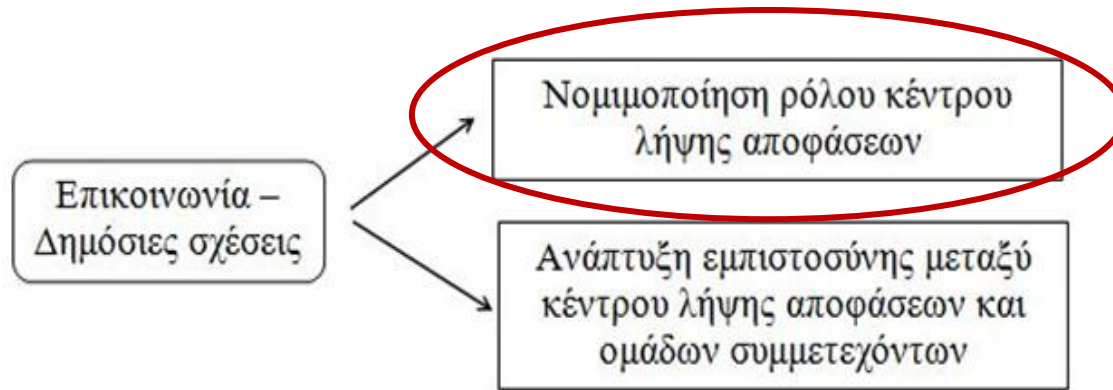 Νομιμοποίηση ρόλου κέντρου
λήψης αποφάσεων
Επικοινωνία –
Δημόσιες σχέσεις
Ανάπτυξη εμπιστοσύνης μεταξύ
κέντρου λήψης αποφάσεων και
ομάδων συμμετεχόντων